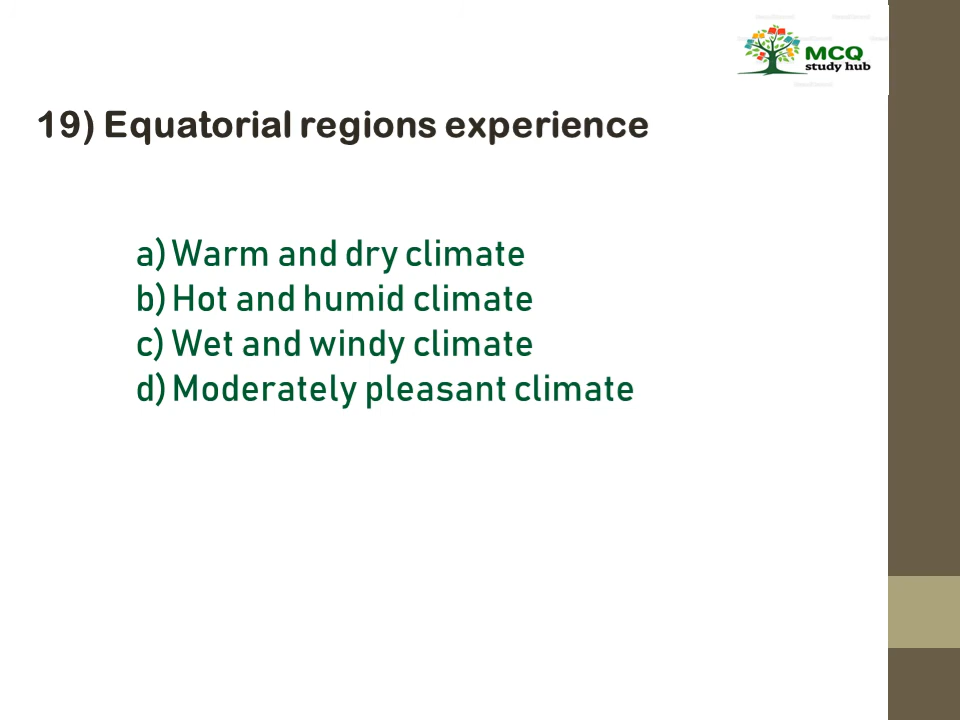 MCQ
study hub
19) Equatorial regions experience
a) Warm and dry climate
b) Hot and humid climate
c) Wet and windy climate
d) Moderately pleasant climate